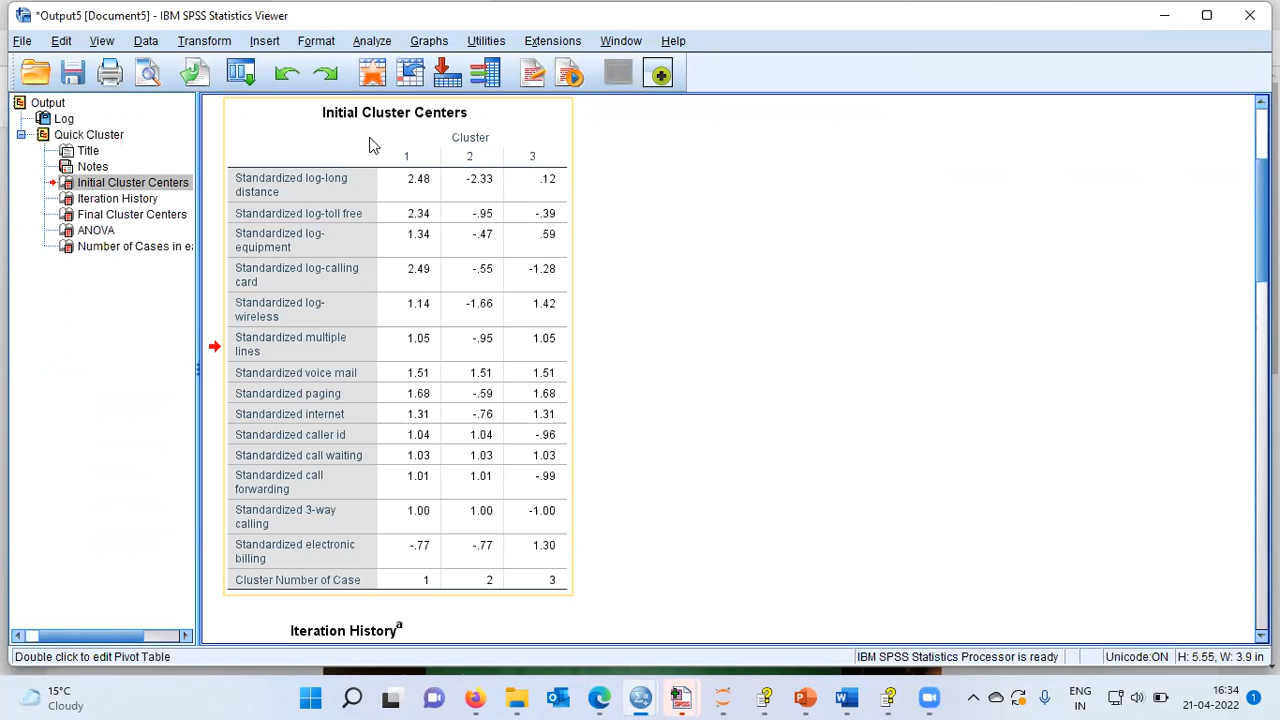 *Output5 [Document5] - IBM SPSS Statistics Viewer
File Edit View Data Transform Insert Format Analyze Graphs Utilities Extensions Window Help
Output
Log
Quick Cluster
Title
Notes
Initial Cluster Centers
Iteration History
Final Cluster Centers
ANOVA
Number of Cases in ea
Initial Cluster Centers
Cluster
1 2 3
Standardized log-long
distance 2.48 -2.33 .12
Standardized log-toll free 2.34 -.95 -.39
Standardized log-
equipment 1.34 -.47 .59
Standardized log-calling
card 2.49 -.55 -1.28
Standardized log-
wireless 1.14 -1.66 1.42
Standardized multiple
lines 1.05 -.95 1.05
Standardized voice mail 1.51 1.51 1.51
Standardized paging 1.68 -.59 1.68
Standardized internet 1.31 -.76 1.31
Standardized caller id 1.04 1.04 -.96
Standardized call waiting 1.03 1.03 1.03
Standardized call
forwarding 1.01 1.01 -.99
Standardized 3-way
calling 1.00 1.00 -1.00
Standardized electronic
billing -.77 -.77 1.30
Cluster Number of Case 1 2 3
Iteration Historyᵃ
Double click to edit Pivot Table
IBM SPSS Statistics Processor is ready Unicode:ON H: 5.55, W: 3.9 in
15°C
Cloudy
SPSS
ENG
IN
16:34
21-04-2022
1